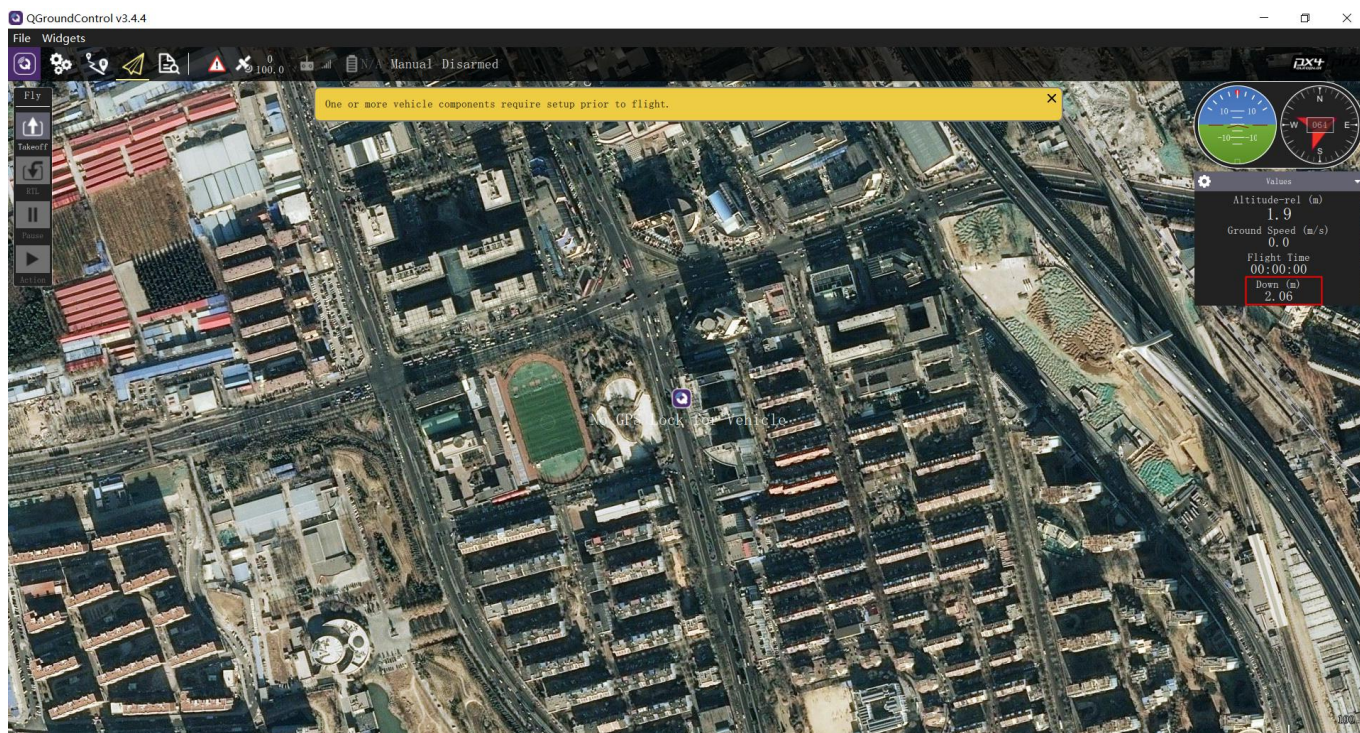 QGroundControl v3.4.4
File Widgets
0
100.0
N/A Manual Disarmed
px4
Fly
One or more vehicle components require setup prior to flight.
Takeoff
RTL
Pause
Action
10 10
-10 -10
N
W 064 E
S
Values
Altitude-rel (m)
1.9
Ground Speed (m/s)
0.0
Flight Time
00:00:00
Down (m)
2.06
No GPS Lock for Vehicle